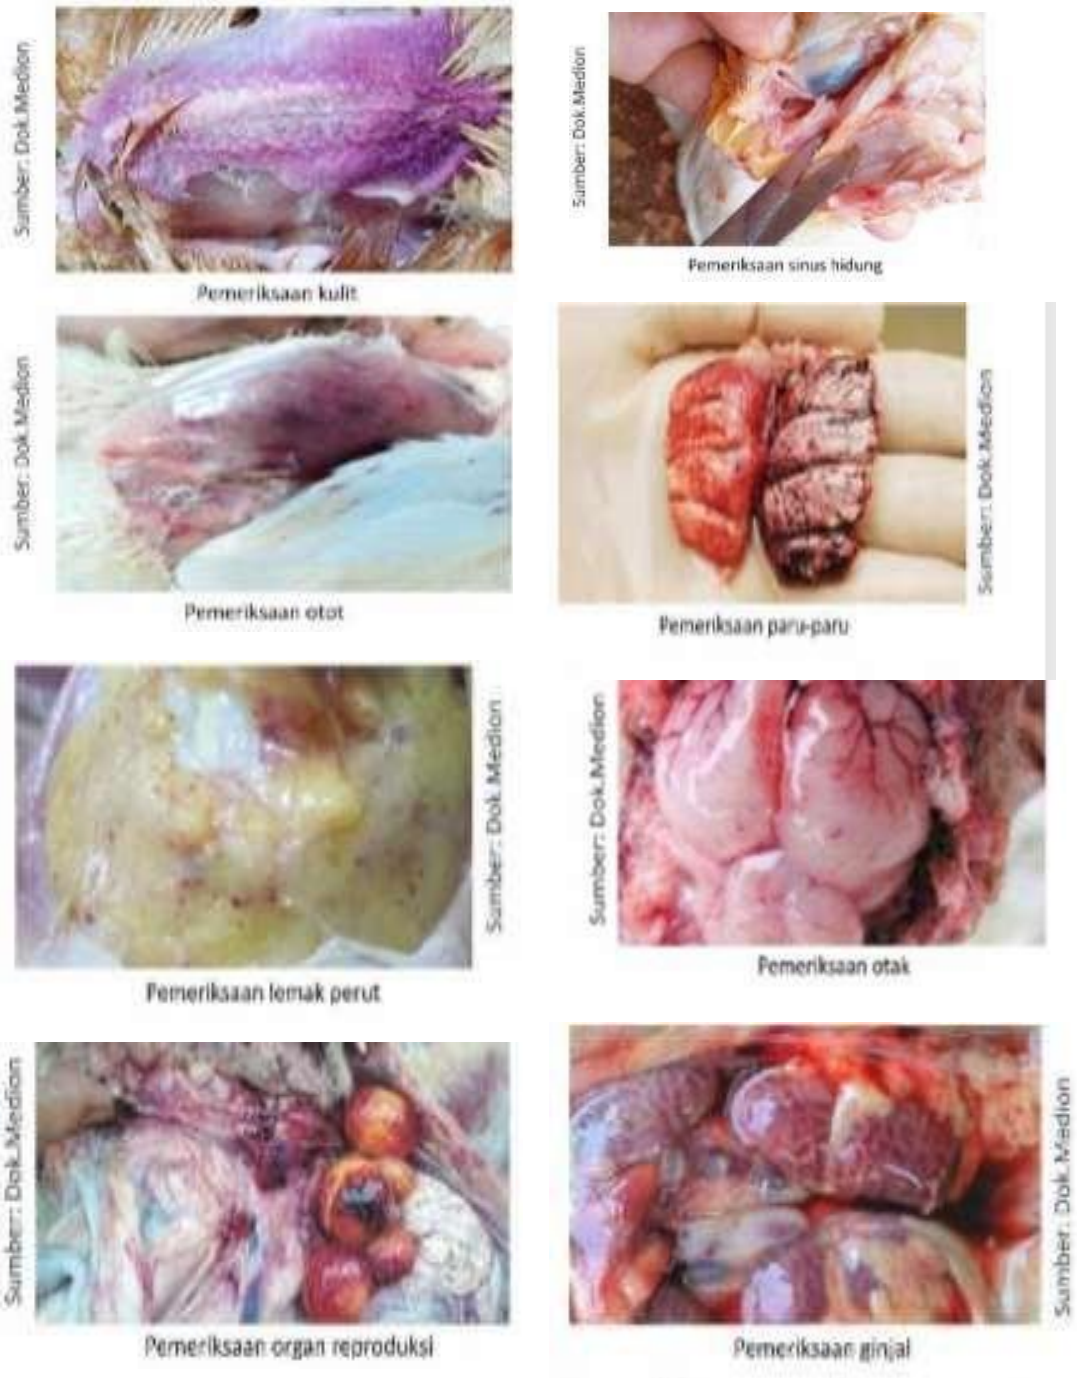 Sumber: Dok.Medion
Pemeriksaan kulit
Sumber: Dok.Medion
Pemeriksaan sinus hidung
Sumber: Dok.Medion
Pemeriksaan otot
Sumber: Dok.Medion
Pemeriksaan paru-paru
Sumber: Dok.Medion
Pemeriksaan lemak perut
Sumber: Dok.Medion
Pemeriksaan otak
Sumber: Dok.Medion
Pemeriksaan organ reproduksi
Sumber: Dok.Medion
Pemeriksaan ginjal